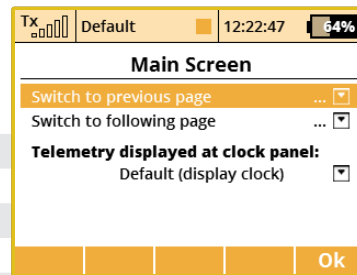 Tx Default 12:22:47 64%
Main Screen
Switch to previous page ...
Switch to following page ...
Telemetry displayed at clock panel:
Default (display clock)
Ok